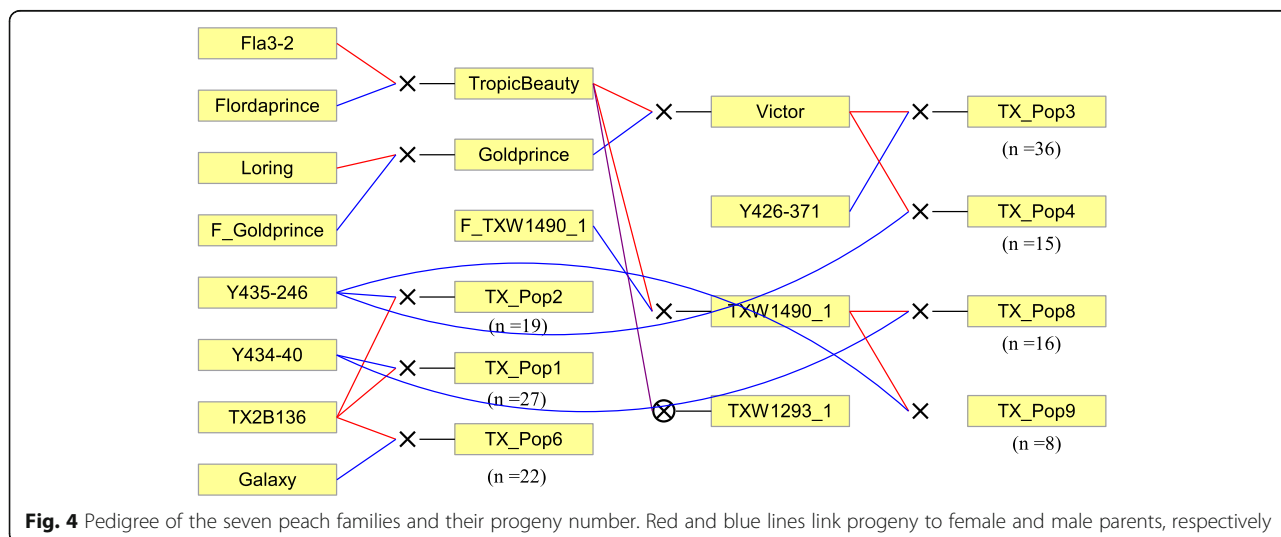 Fla3-2
Flordaprince
Loring
F_Goldprince
Y435-246
Y434-40
TX2B136
Galaxy
TropicBeauty
Goldprince
F_TXW1490_1
TX_Pop2
(n =19)
TX_Pop1
(n =27)
TX_Pop6
(n =22)
Victor
Y426-371
TXW1490_1
TXW1293_1
TX_Pop3
(n =36)
TX_Pop4
(n =15)
TX_Pop8
(n =16)
TX_Pop9
(n =8)
Fig. 4 Pedigree of the seven peach families and their progeny number. Red and blue lines link progeny to female and male parents, respectively